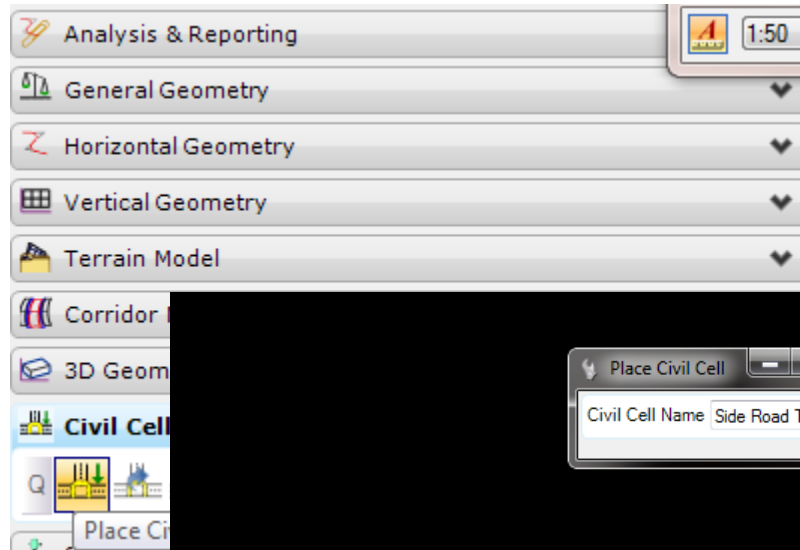 Analysis & Reporting
1:50
General Geometry
Horizontal Geometry
Vertical Geometry
Terrain Model
Corridor
3D Geom
Place Civil Cell
Civil Cell Name Side Road T
Civil Cell
Q
Place Ci